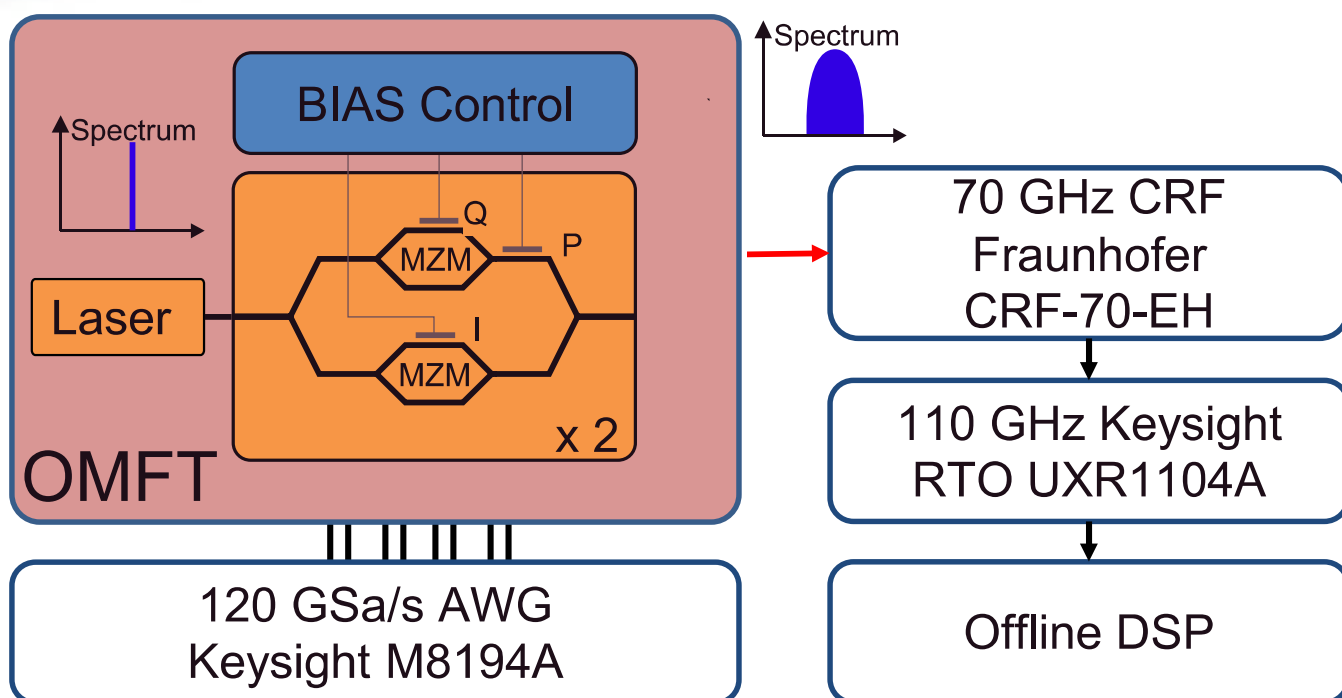 Spectrum
BIAS Control
Spectrum
Q
MZM
P
Laser
I
MZM
x 2
OMFT
120 GSa/s AWG
Keysight M8194A
70 GHz CRF
Fraunhofer
CRF-70-EH
110 GHz Keysight
RTO UXR1104A
Offline DSP